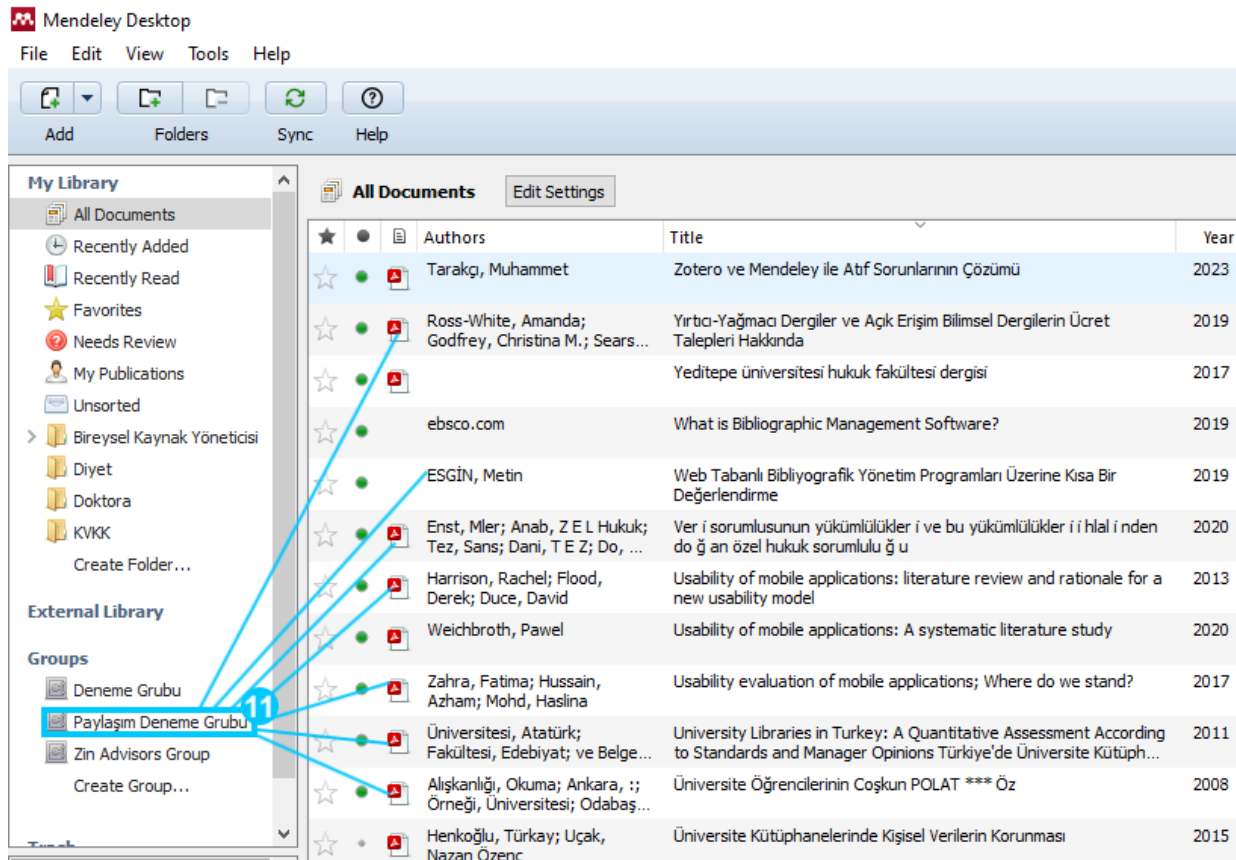 Mendeley Desktop
File Edit View Tools Help
Add Folders Sync Help
My Library
All Documents
Recently Added
Recently Read
Favorites
Needs Review
My Publications
Unsorted
Bireysel Kaynak Yöneticisi
Diyet
Doktora
KVKK
Create Folder...
External Library
Groups
Deneme Grubu
Paylaşım Deneme Grubu
11
Zin Advisors Group
Create Group...
Trash
All Documents Edit Settings
Authors Title Year
Tarakçı, Muhammet Zotero ve Mendeley ile Atıf Sorunlarının Çözümü 2023
Ross-White, Amanda; Yırtıcı-Yağmacı Dergiler ve Açık Erişim Bilimsel Dergilerin Ücret 2019
Godfrey, Christina M.; Sears... Talepleri Hakkında
Yeditepe üniversitesi hukuk fakültesi dergisi 2017
ebsco.com What is Bibliographic Management Software? 2019
ESGİN, Metin Web Tabanlı Bibliyografik Yönetim Programları Üzerine Kısa Bir 2019
Değerlendirme
Enst, Mler; Anab, Z E L Hukuk; Ver i sorumlusunun yükümlülükler i ve bu yükümlülükler i i hlal i nden 2020
Tez, Sans; Dani, T E Z; Do, ... do ğ an özel hukuk sorumlulu ğ u
Harrison, Rachel; Flood, Usability of mobile applications: literature review and rationale for a 2013
Derek; Duce, David new usability model
Weichbroth, Pawel Usability of mobile applications: A systematic literature study 2020
Zahra, Fatima; Hussain, Usability evaluation of mobile applications; Where do we stand? 2017
Azham; Mohd, Haslina
Üniversitesi, Atatürk; University Libraries in Turkey: A Quantitative Assessment According 2011
Fakültesi, Edebiyat; ve Belge... to Standards and Manager Opinions Türkiye'de Üniversite Kütüph...
Alışkanlığı, Okuma; Ankara, :; Üniversite Öğrencilerinin Coşkun POLAT *** Öz 2008
Örneği, Üniversitesi; Odabaş...
Henkoğlu, Türkay; Uçak, Üniversite Kütüphanelerinde Kişisel Verilerin Korunması 2015
Nazan Özenç